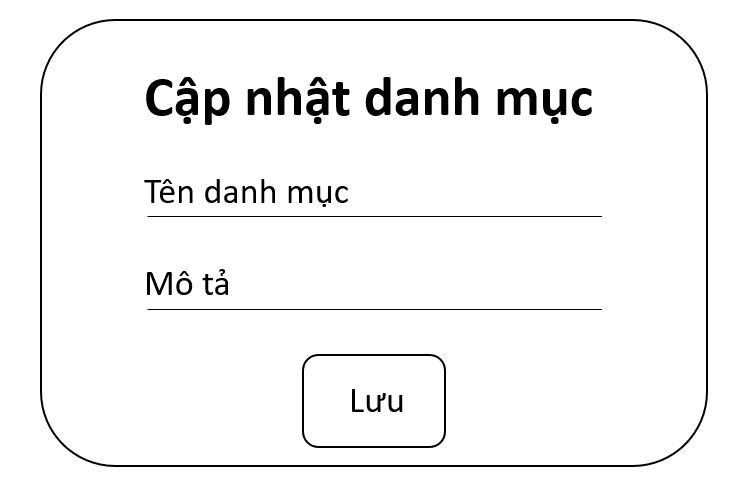 Cập nhật danh mục
Tên danh mục
Mô tả
Lưu